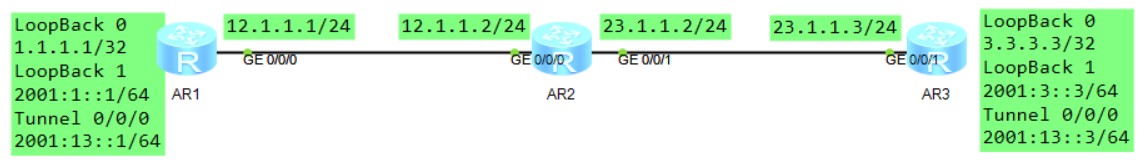 LoopBack 0
1.1.1.1/32
LoopBack 1
2001:1::1/64
Tunnel 0/0/0
2001:13::1/64
12.1.1.1/24
GE 0/0/0
R
AR1
12.1.1.2/24
GE 0/0/0
R
AR2
23.1.1.2/24
GE 0/0/1
23.1.1.3/24
GE 0/0/1
R
AR3
LoopBack 0
3.3.3.3/32
LoopBack 1
2001:3::3/64
Tunnel 0/0/0
2001:13::3/64